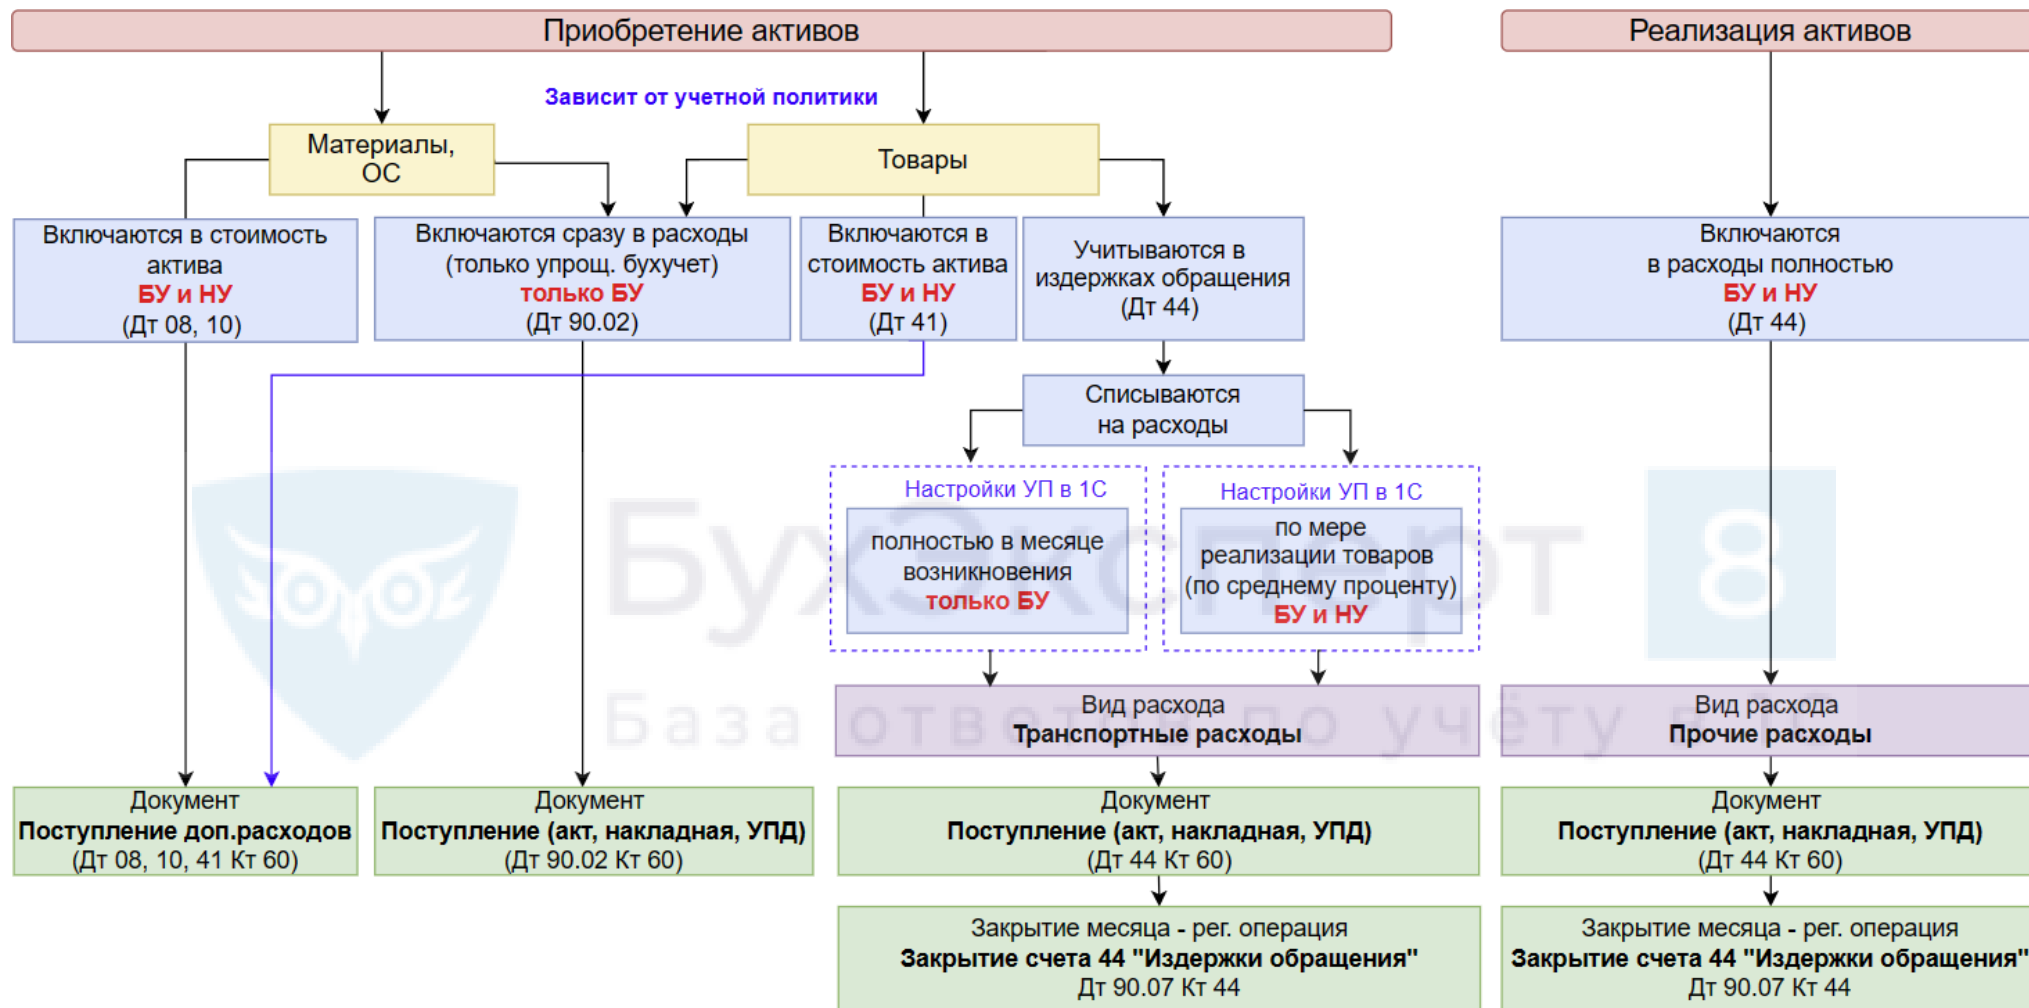 Приобретение активов
Реализация активов
Зависит от учетной политики
Материалы,
ОС
Товары
Включаются в стоимость
актива
БУ и НУ
(Дт 08, 10)
Включаются сразу в расходы
(только упрощ. бухучет)
только БУ
(Дт 90.02)
Включаются в
стоимость актива
БУ и НУ
(Дт 41)
Учитываются в
издержках обращения
(Дт 44)
Включаются
в расходы полностью
БУ и НУ
(Дт 44)
Списываются
на расходы
Настройки УП в 1С
полностью в месяце
возникновения
только БУ
Настройки УП в 1С
по мере
реализации товаров
(по среднему проценту)
БУ и НУ
БухЭксперт 8
База ответов по учёту в 1С
Вид расхода
Транспортные расходы
Вид расхода
Прочие расходы
Документ
Поступление доп.расходов
(Дт 08, 10, 41 Кт 60)
Документ
Поступление (акт, накладная, УПД)
(Дт 90.02 Кт 60)
Документ
Поступление (акт, накладная, УПД)
(Дт 44 Кт 60)
Документ
Поступление (акт, накладная, УПД)
(Дт 44 Кт 60)
Закрытие месяца - рег. операция
Закрытие счета 44 "Издержки обращения"
Дт 90.07 Кт 44
Закрытие месяца - рег. операция
Закрытие счета 44 "Издержки обращения"
Дт 90.07 Кт 44